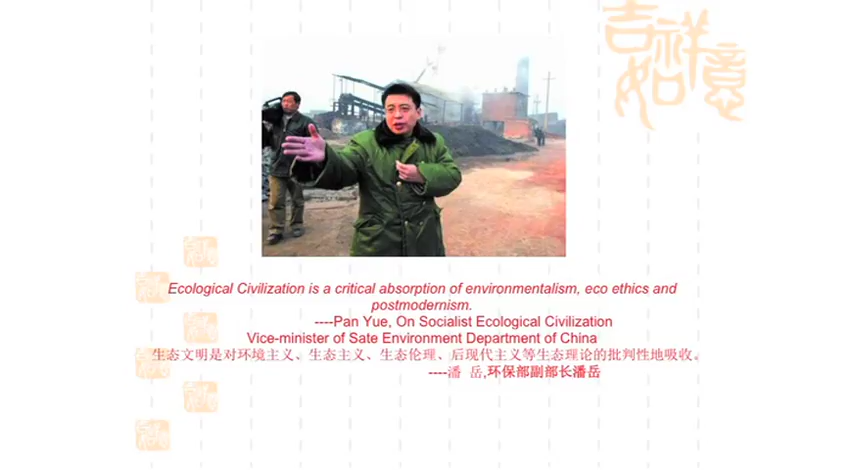 吉祥如意
Ecological Civilization is a critical absorption of environmentalism, eco ethics and
postmodernism.
----Pan Yue, On Socialist Ecological Civilization
Vice-minister of Sate Environment Department of China
生态文明是对环境主义、生态主义、生态伦理、后现代主义等生态理论的批判性地吸收。
----潘 岳,环保部副部长潘岳